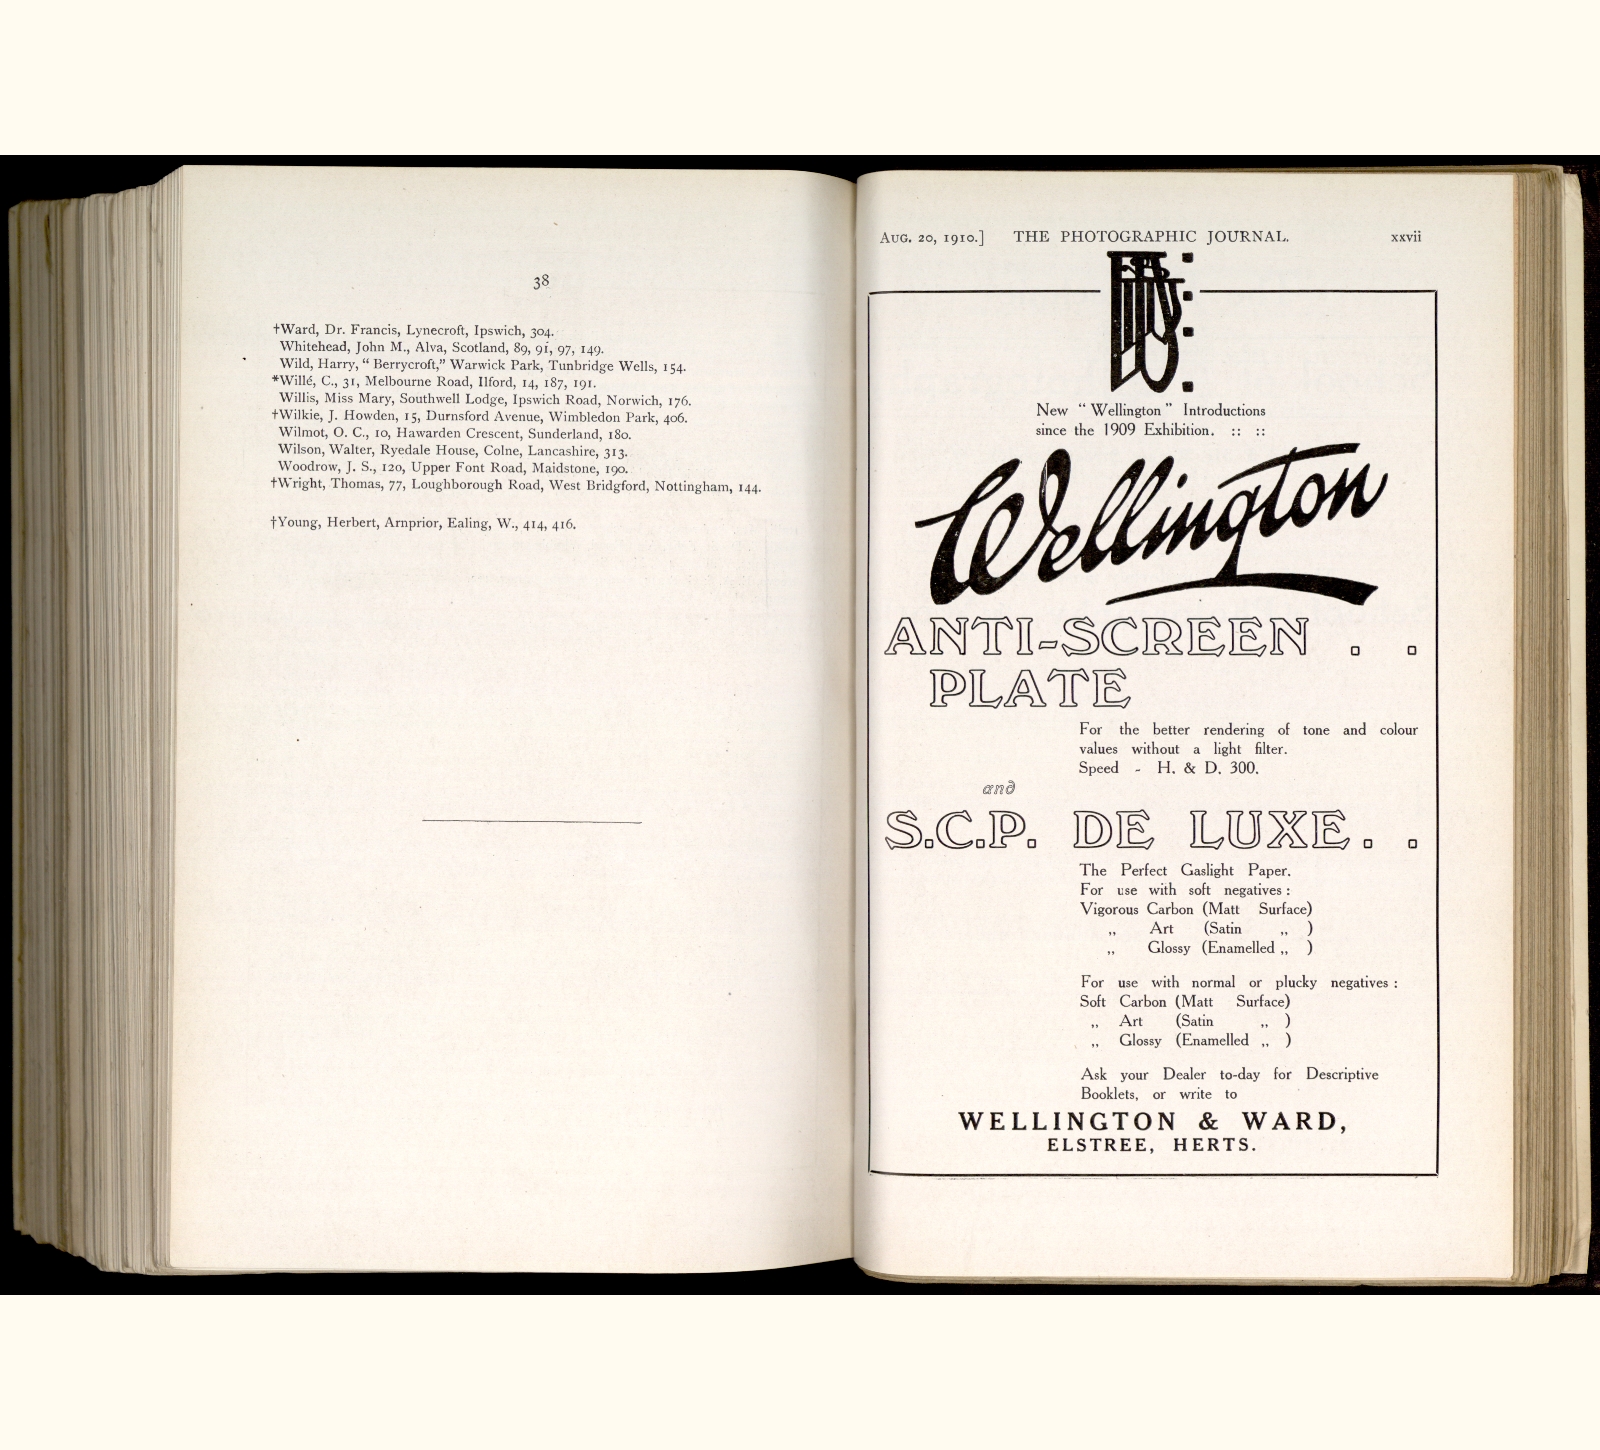 38
†Ward, Dr. Francis, Lynecroft, Ipswich, 304.
Whitehead, John M., Alva, Scotland, 89, 91, 97, 149.
Wild, Harry, “ Berrycroft,” Warwick Park, Tunbridge Wells, 154.
*Willé, C., 31, Melbourne Road, Ilford, 14, 187, 191.
Willis, Miss Mary, Southwell Lodge, Ipswich Road, Norwich, 176.
†Wilkie, J. Howden, 15, Durnsford Avenue, Wimbledon Park, 406.
Wilmot, O. C., 10, Hawarden Crescent, Sunderland, 180.
Wilson, Walter, Ryedale House, Colne, Lancashire, 313.
Woodrow, J. S., 120, Upper Font Road, Maidstone, 190.
†Wright, Thomas, 77, Loughborough Road, West Bridgford, Nottingham, 144.
†Young, Herbert, Arnprior, Ealing, W., 414, 416.
AUG. 20, 1910.] THE PHOTOGRAPHIC JOURNAL. xxvii
New “ Wellington ” Introductions
since the 1909 Exhibition. :: ::
Wellington
ANTI-SCREEN . .
PLATE
For the better rendering of tone and colour
values without a light filter.
Speed - H. & D. 300.
and
S.C.P. DE LUXE. .
The Perfect Gaslight Paper.
For use with soft negatives :
Vigorous Carbon (Matt Surface)
,, Art (Satin ,, )
,, Glossy (Enamelled ,, )
For use with normal or plucky negatives :
Soft Carbon (Matt Surface)
,, Art (Satin ,, )
,, Glossy (Enamelled ,, )
Ask your Dealer to-day for Descriptive
Booklets, or write to
WELLINGTON & WARD,
ELSTREE, HERTS.